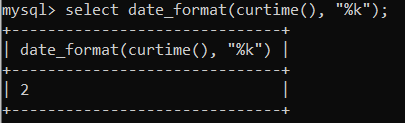 mysql> select date_format(curtime(), "%k");
+------------------------------+
| date_format(curtime(), "%k") |
+------------------------------+
| 2                            |
+------------------------------+